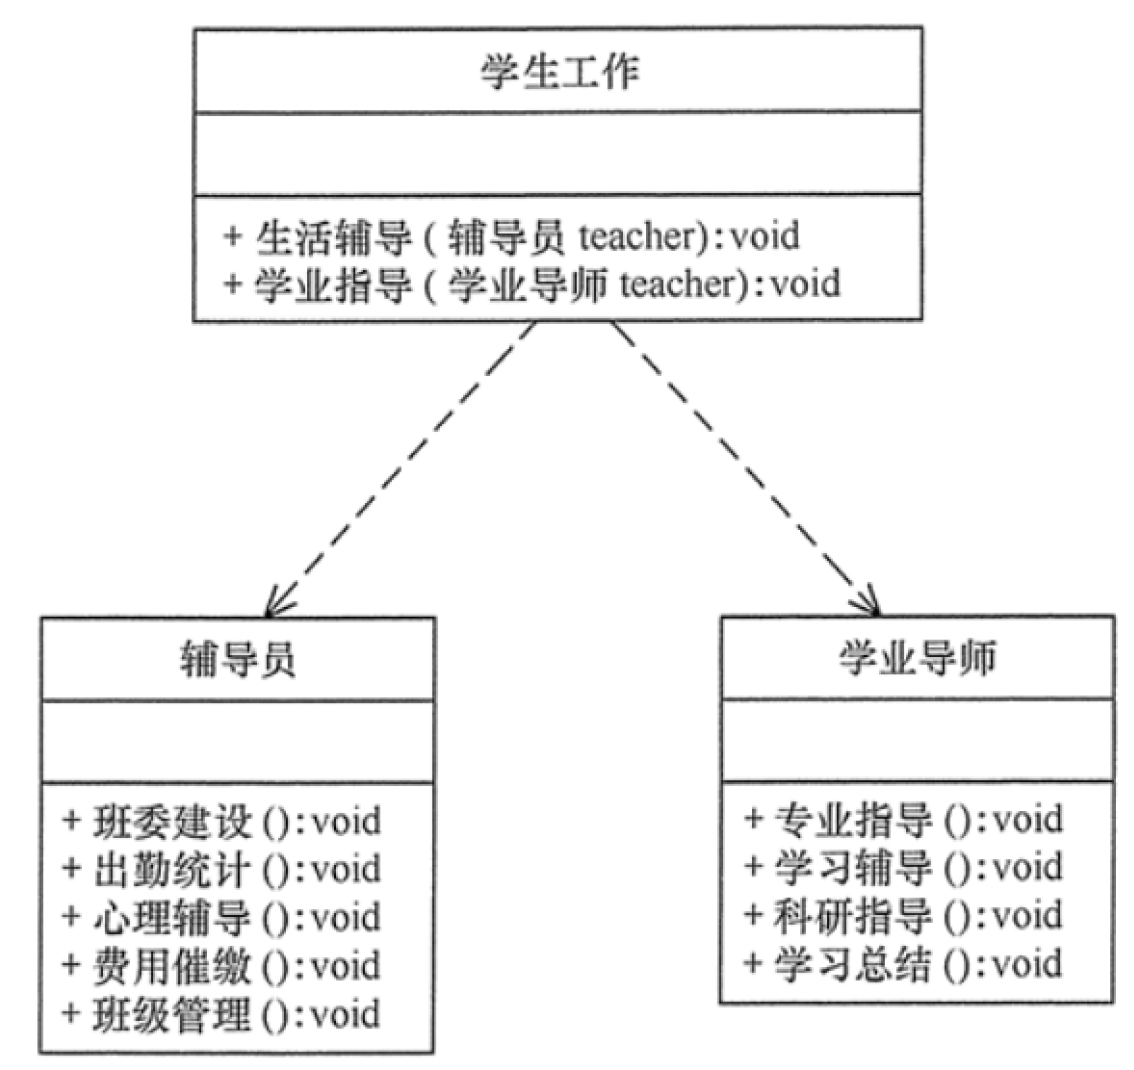 学生工作
+ 生活辅导 ( 辅导员 teacher):void
+ 学业指导 ( 学业导师 teacher):void
辅导员
+ 班委建设 ():void
+ 出勤统计 ():void
+ 心理辅导 ():void
+ 费用催缴 ():void
+ 班级管理 ():void
学业导师
+ 专业指导 ():void
+ 学习辅导 ():void
+ 科研指导 ():void
+ 学习总结 ():void